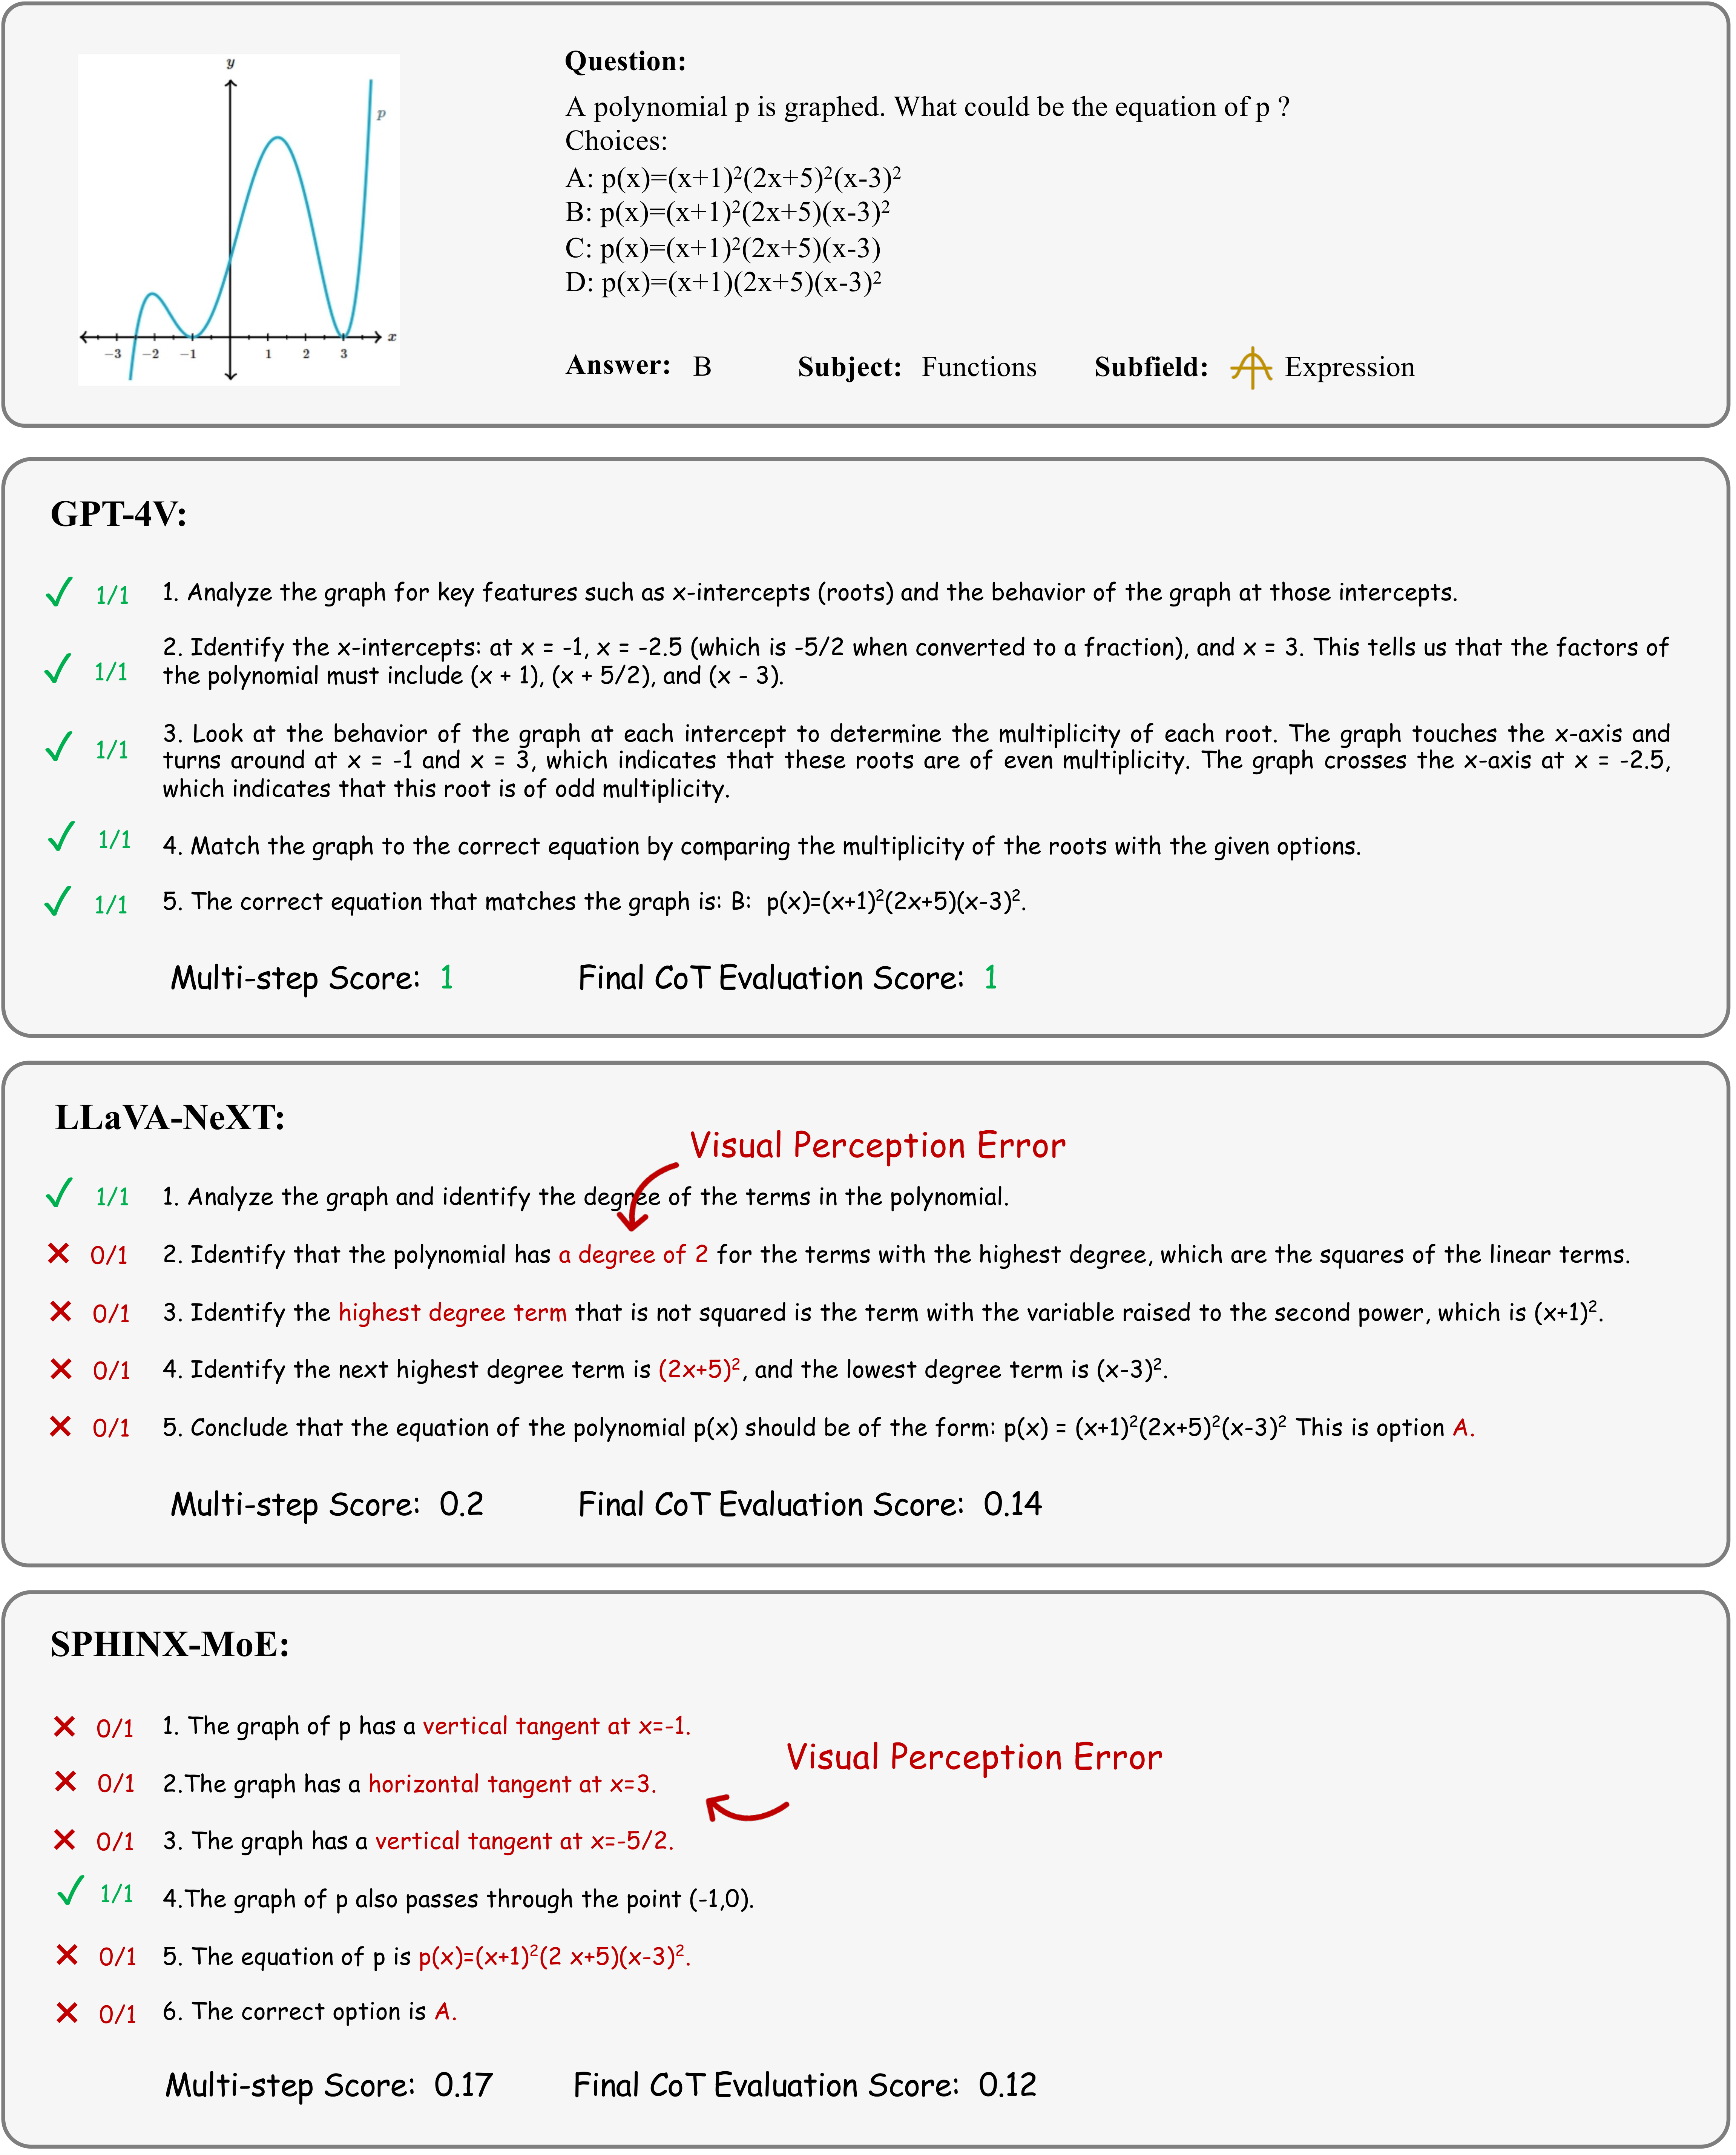 y
p
x
−3 −2 −1 1 2 3
Question:
A polynomial p is graphed. What could be the equation of p ?
Choices:
A: p(x)=(x+1)²(2x+5)²(x-3)²
B: p(x)=(x+1)²(2x+5)(x-3)²
C: p(x)=(x+1)²(2x+5)(x-3)
D: p(x)=(x+1)(2x+5)(x-3)²
Answer: B Subject: Functions Subfield: Expression
GPT-4V:
1/1 1. Analyze the graph for key features such as x-intercepts (roots) and the behavior of the graph at those intercepts.
2. Identify the x-intercepts: at x = -1, x = -2.5 (which is -5/2 when converted to a fraction), and x = 3. This tells us that the factors of
1/1 the polynomial must include (x + 1), (x + 5/2), and (x - 3).
3. Look at the behavior of the graph at each intercept to determine the multiplicity of each root. The graph touches the x-axis and
1/1 turns around at x = -1 and x = 3, which indicates that these roots are of even multiplicity. The graph crosses the x-axis at x = -2.5,
which indicates that this root is of odd multiplicity.
1/1 4. Match the graph to the correct equation by comparing the multiplicity of the roots with the given options.
1/1 5. The correct equation that matches the graph is: B: p(x)=(x+1)²(2x+5)(x-3)².
Multi-step Score: 1 Final CoT Evaluation Score: 1
LLaVA-NeXT:
Visual Perception Error
1/1 1. Analyze the graph and identify the degree of the terms in the polynomial.
0/1 2. Identify that the polynomial has a degree of 2 for the terms with the highest degree, which are the squares of the linear terms.
0/1 3. Identify the highest degree term that is not squared is the term with the variable raised to the second power, which is (x+1)².
0/1 4. Identify the next highest degree term is (2x+5)², and the lowest degree term is (x-3)².
0/1 5. Conclude that the equation of the polynomial p(x) should be of the form: p(x) = (x+1)²(2x+5)²(x-3)² This is option A.
Multi-step Score: 0.2 Final CoT Evaluation Score: 0.14
SPHINX-MoE:
0/1 1. The graph of p has a vertical tangent at x=-1.
Visual Perception Error
0/1 2.The graph has a horizontal tangent at x=3.
0/1 3. The graph has a vertical tangent at x=-5/2.
1/1 4.The graph of p also passes through the point (-1,0).
0/1 5. The equation of p is p(x)=(x+1)²(2 x+5)(x-3)².
0/1 6. The correct option is A.
Multi-step Score: 0.17 Final CoT Evaluation Score: 0.12